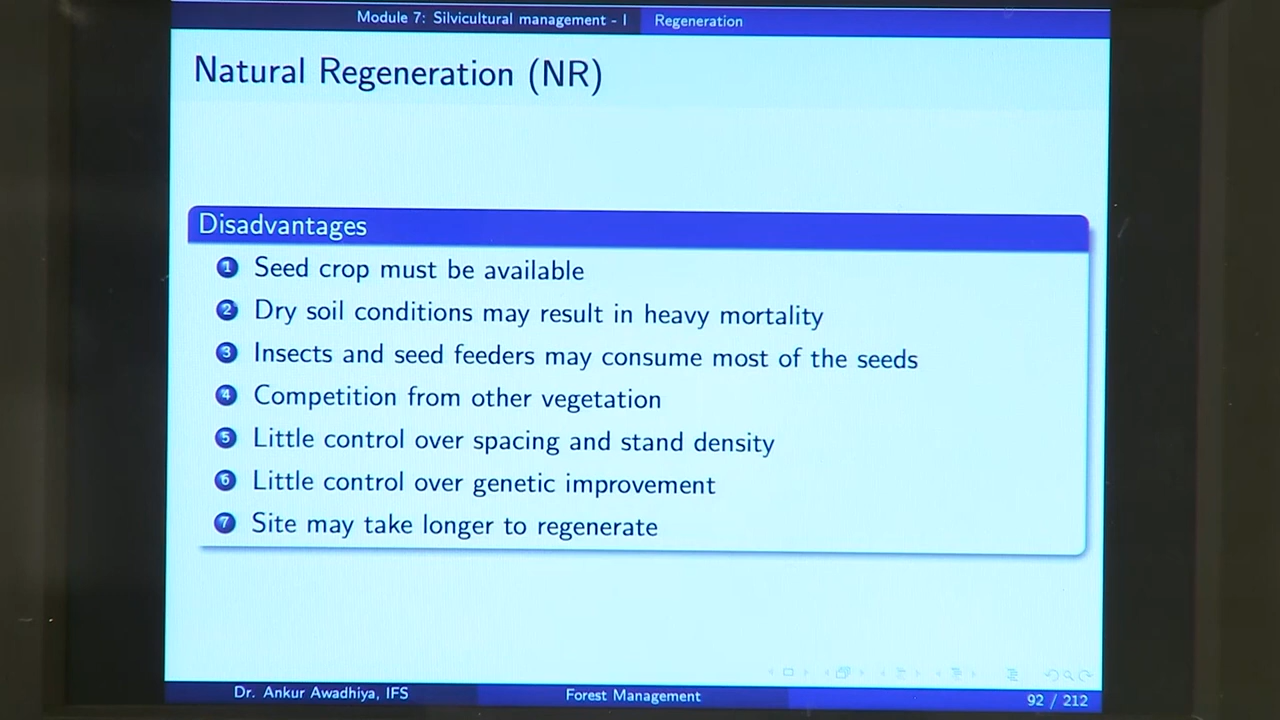 Module 7: Silvicultural management - I Regeneration
Natural Regeneration (NR)
Disadvantages
1 Seed crop must be available
2 Dry soil conditions may result in heavy mortality
3 Insects and seed feeders may consume most of the seeds
4 Competition from other vegetation
5 Little control over spacing and stand density
6 Little control over genetic improvement
7 Site may take longer to regenerate
Dr. Ankur Awadhiya, IFS Forest Management 92 / 212